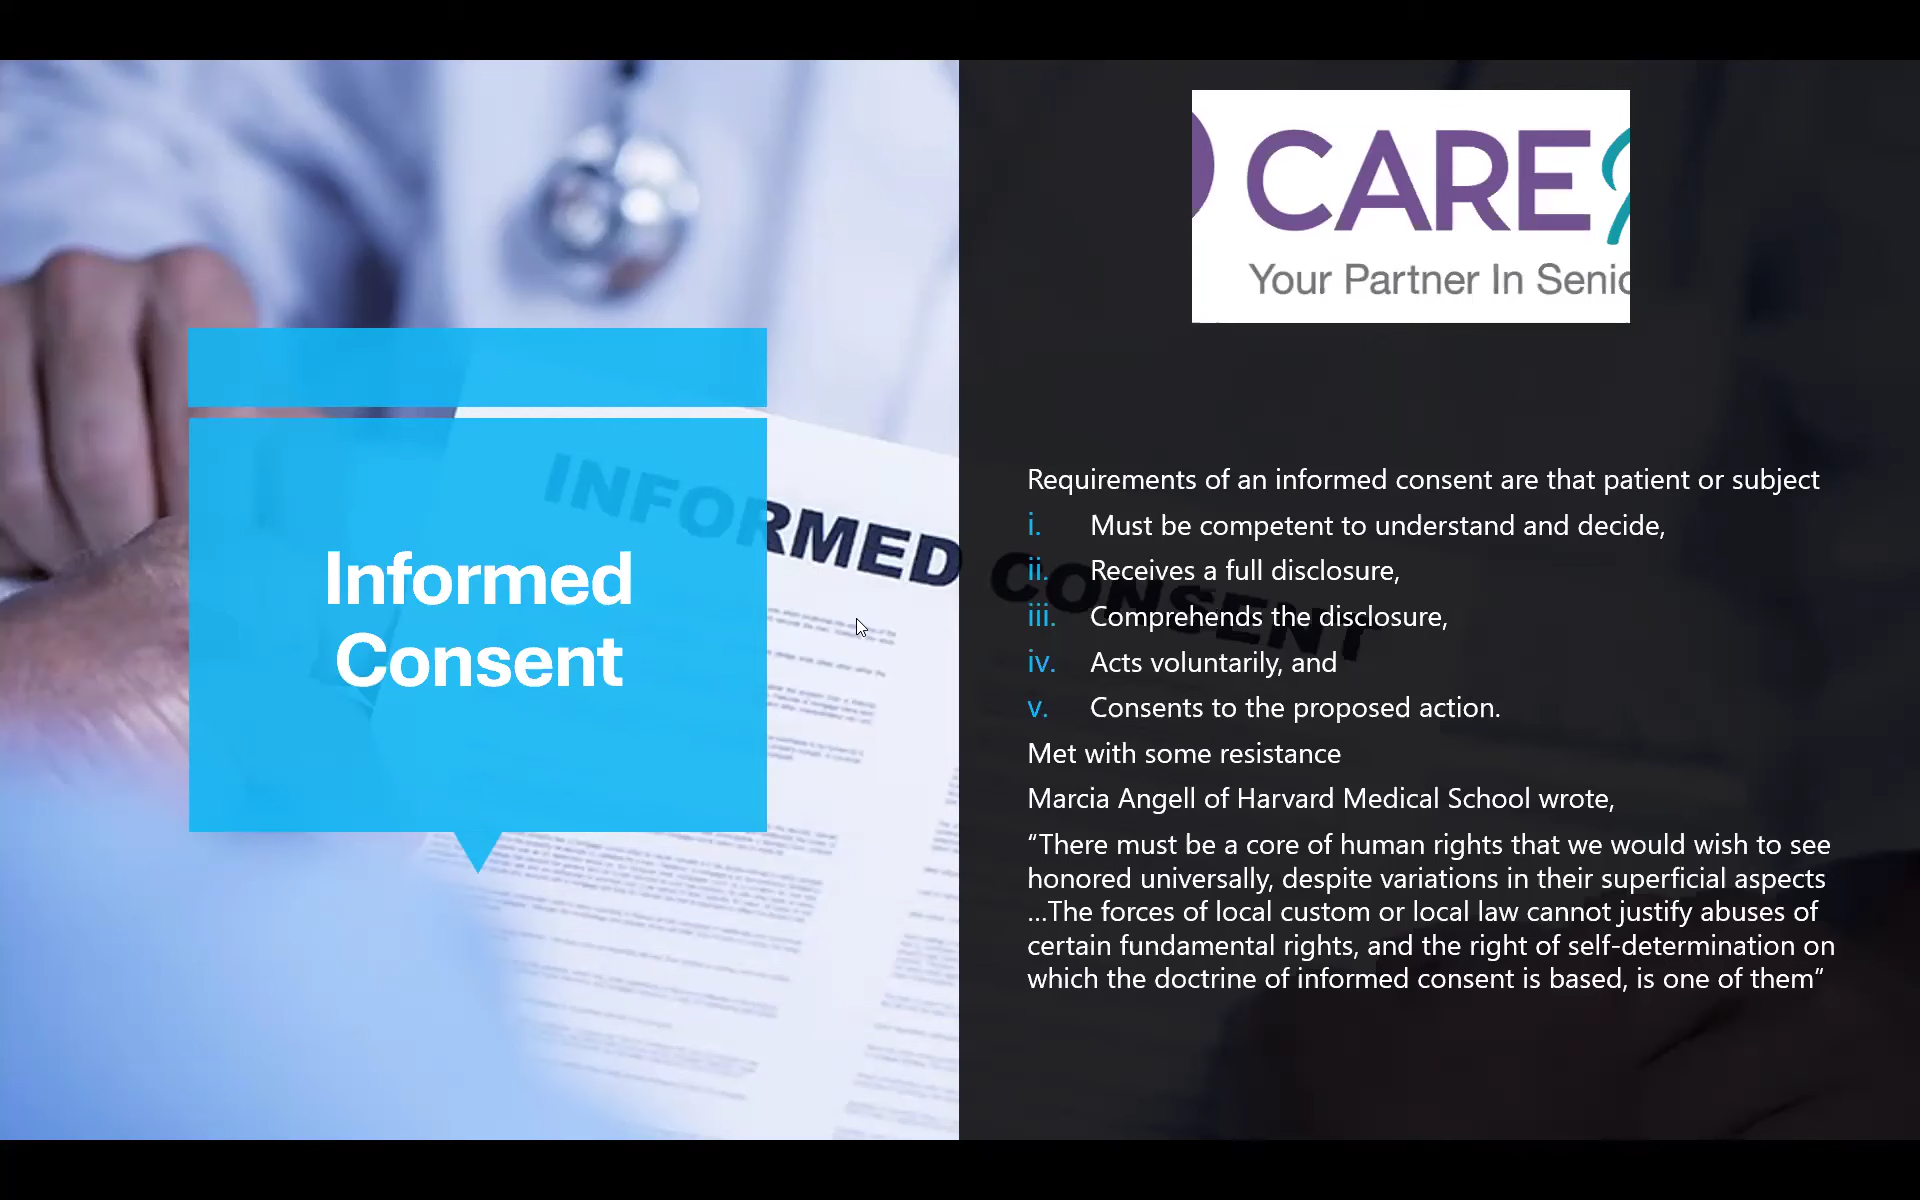 CARE
Your Partner In Senio
INFORMED CONSENT
Informed
Consent
Requirements of an informed consent are that patient or subject
i. Must be competent to understand and decide,
ii. Receives a full disclosure,
iii. Comprehends the disclosure,
iv. Acts voluntarily, and
v. Consents to the proposed action.
Met with some resistance
Marcia Angell of Harvard Medical School wrote,
“There must be a core of human rights that we would wish to see
honored universally, despite variations in their superficial aspects
…The forces of local custom or local law cannot justify abuses of
certain fundamental rights, and the right of self-determination on
which the doctrine of informed consent is based, is one of them”